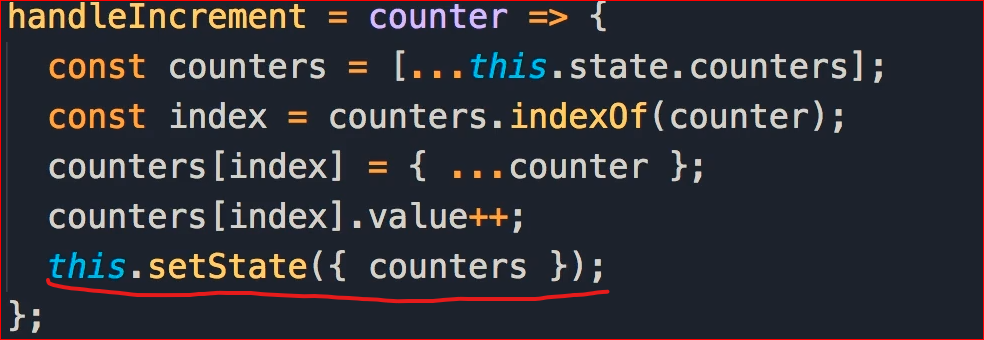 handleIncrement = counter => {
const counters = [...this.state.counters];
const index = counters.indexOf(counter);
counters[index] = { ...counter };
counters[index].value++;
this.setState({ counters });
};